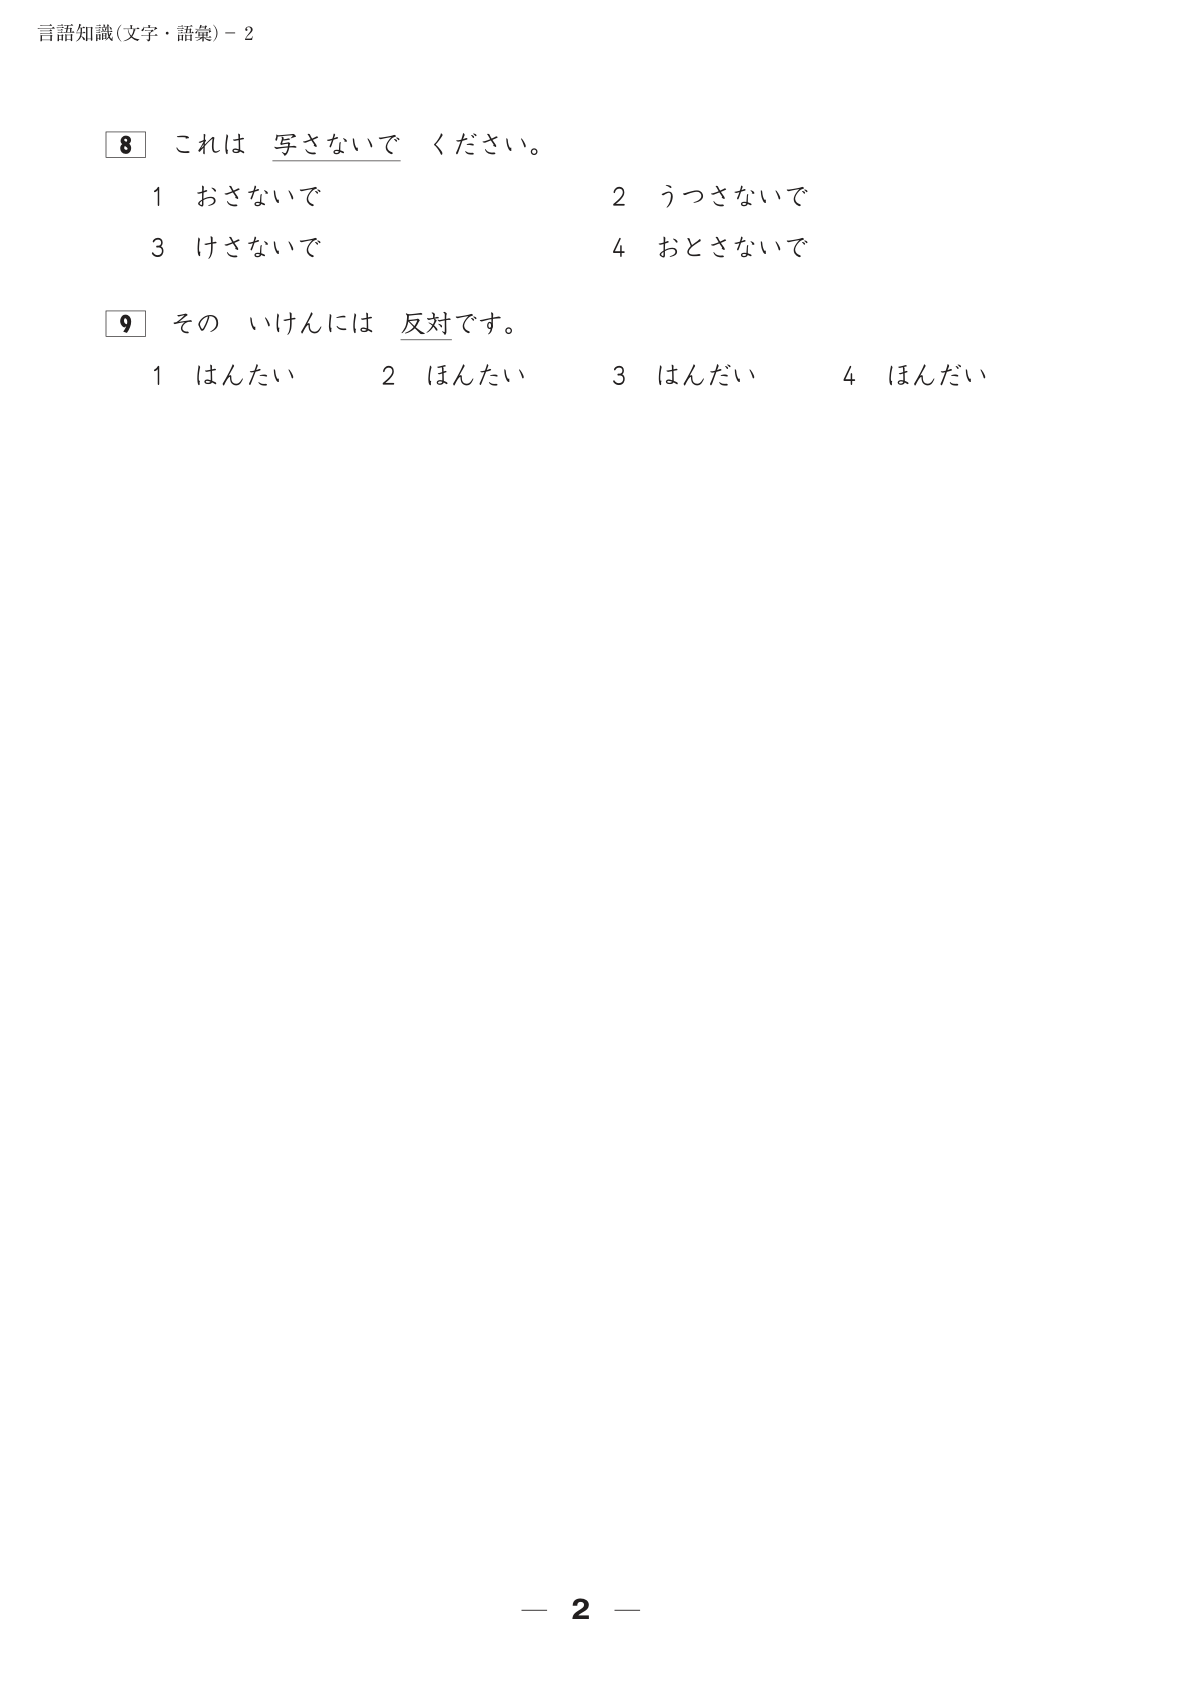 言語知識(文字・語彙)－ 2
8 これは 写さないで ください。
1 おさないで 2 うつさないで
3 けさないで 4 おとさないで
9 その いけんには 反対です。
1 はんたい 2 ほんたい 3 はんだい 4 ほんだい
— 2 —